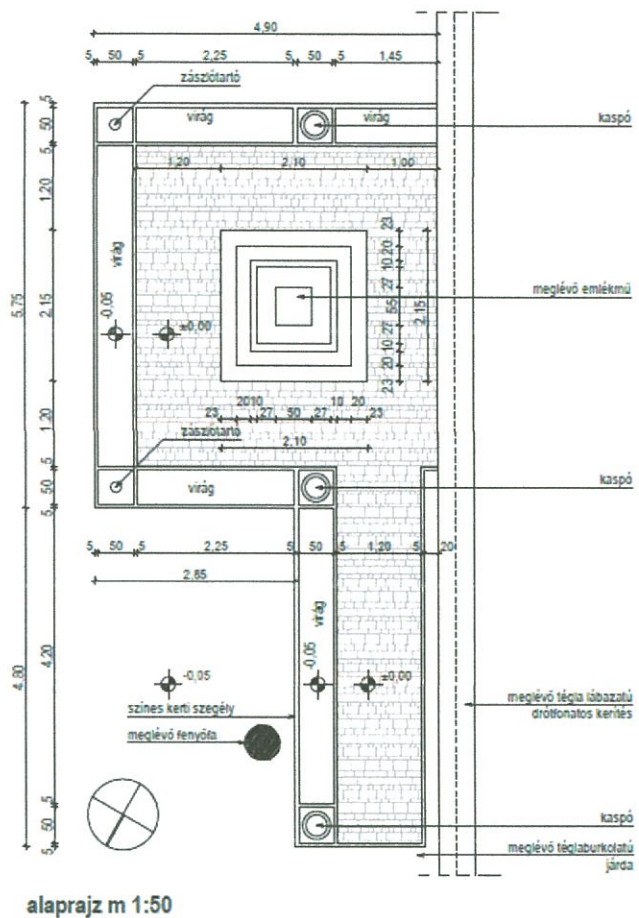 4,90
5 50 5 2,25 5 50 5 1,45
zászlótartó
virág
virág
kaspó
5 50 5 1,20 2,15 1,20 5 50 5
5,75
1,20 2,10 1,00
virág
-0,05
±0,00
23 20 10 27 55 27 10 20 23
2,15
meglévő emlékmű
23 20 10 27 50 27 10 20 23
2,10
zászlótartó
virág
kaspó
5 50 5 2,25 5 50 5 1,20 5 20
2,85
4,80
4,20
5 50 5
virág
-0,05
-0,05
±0,00
színes kerti szegély
meglévő fenyőfa
meglévő tégla lábazatú
drótfonatos kerítés
kaspó
meglévő téglaburkolatú
járda
alaprajz m 1:50